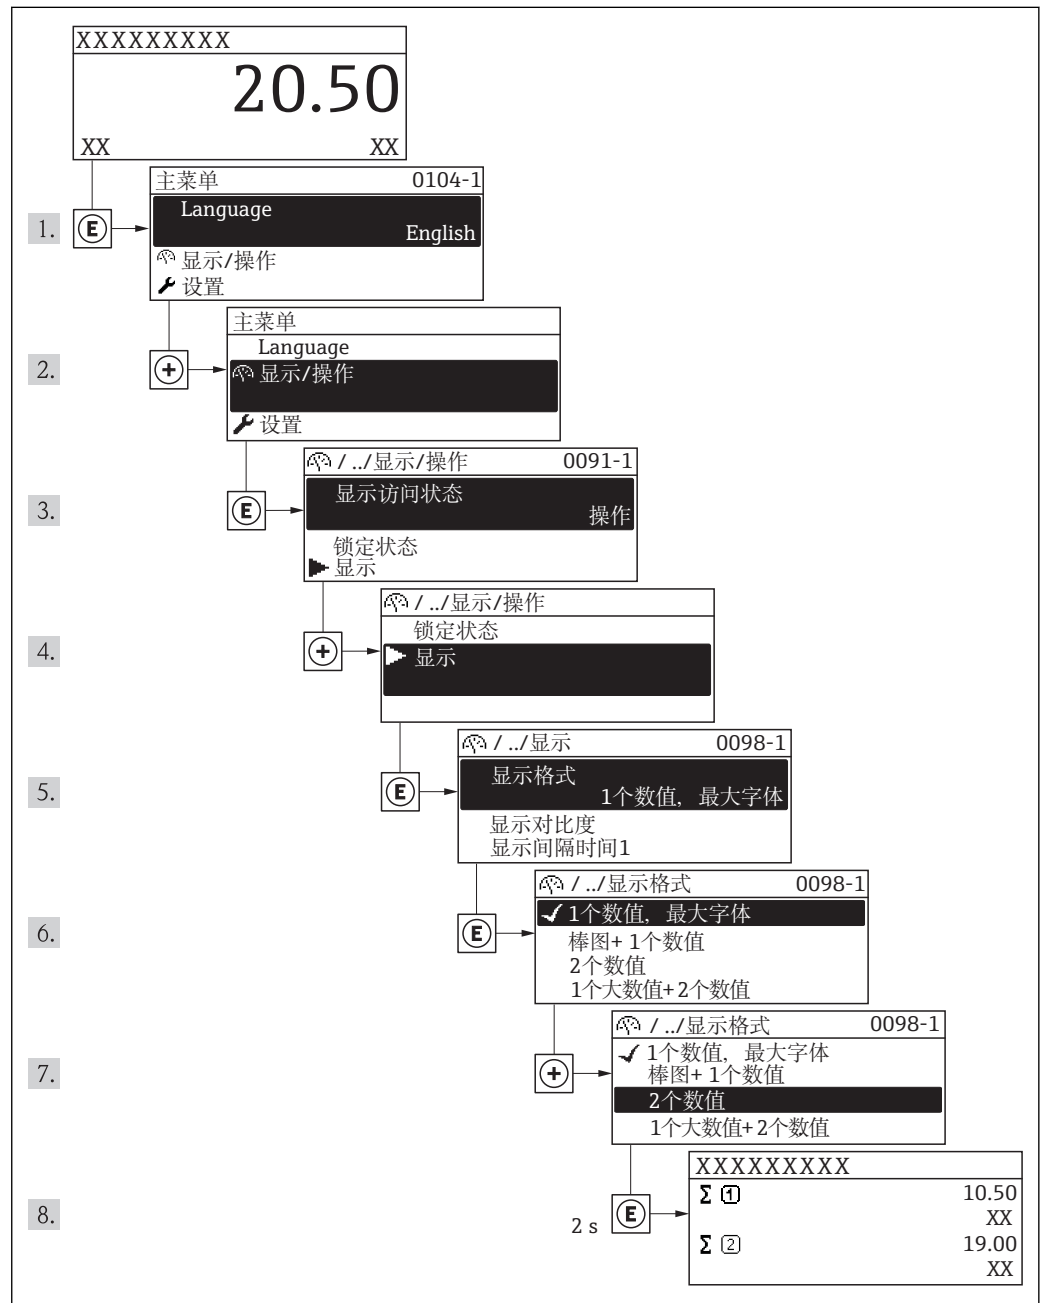 XXXXXXXXX
20.50
XX XX
主菜单 0104-1
Language
English
显示/操作
设置
1. E
主菜单
Language
显示/操作
设置
2. +
/ ../显示/操作 0091-1
显示访问状态
操作
锁定状态
显示
3. E
/ ../显示/操作
锁定状态
显示
4. +
/ ../显示 0098-1
显示格式
1个数值, 最大字体
显示对比度
显示间隔时间1
5. E
/ ../显示格式 0098-1
1个数值, 最大字体
棒图+ 1个数值
2个数值
1个大数值+2个数值
6. E
/ ../显示格式 0098-1
1个数值, 最大字体
棒图+ 1个数值
2个数值
1个大数值+2个数值
7. +
XXXXXXXXX
Σ 1 10.50
XX
Σ 2 19.00
XX
8. 2 s E